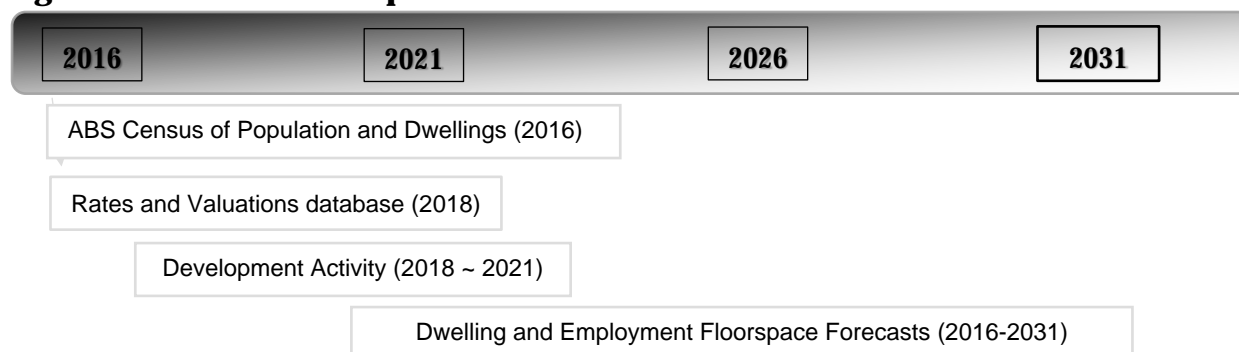 2016 2021 2026 2031
ABS Census of Population and Dwellings (2016)
Rates and Valuations database (2018)
Development Activity (2018 ~ 2021)
Dwelling and Employment Floorspace Forecasts (2016-2031)